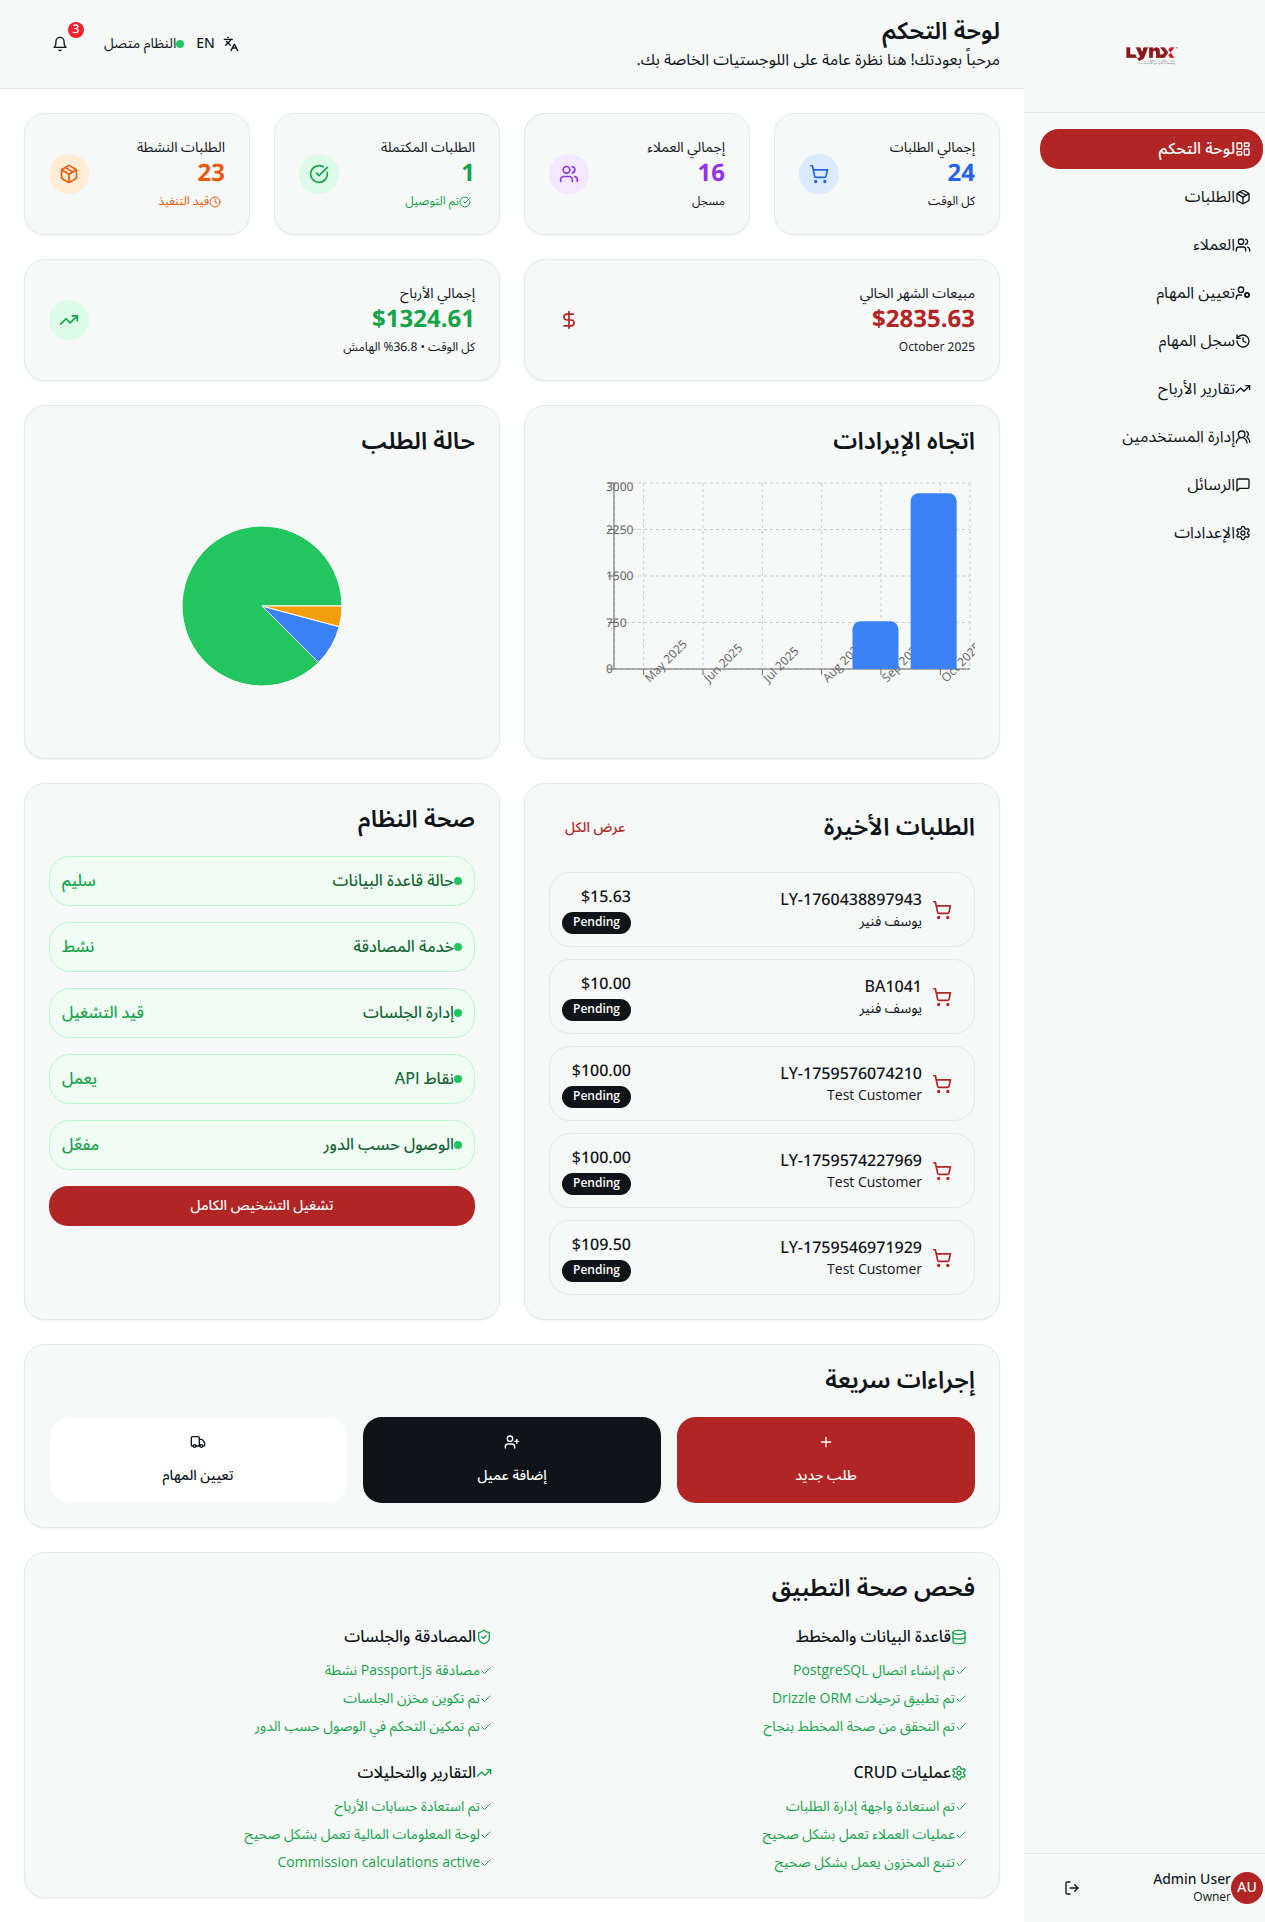 Lynx
لوحة التحكم
الطلبات
العملاء
تعيين المهام
سجل المهام
تقارير الأرباح
إدارة المستخدمين
الرسائل
الإعدادات
Admin User
Owner
AU
لوحة التحكم
مرحباً بعودتك! هنا نظرة عامة على اللوجستيات الخاصة بك.
EN
النظام متصل
3
إجمالي الطلبات
24
كل الوقت
إجمالي العملاء
16
مسجل
الطلبات المكتملة
1
تم التوصيل
الطلبات النشطة
23
قيد التنفيذ
مبيعات الشهر الحالي
$2835.63
October 2025
إجمالي الأرباح
$1324.61
كل الوقت • 36.8% الهامش
اتجاه الإيرادات
3000
2250
1500
750
0
May 2025
Jun 2025
Jul 2025
Aug 202
Sep 202
Oct 2025
حالة الطلب
الطلبات الأخيرة
عرض الكل
LY-1760438897943
يوسف فنير
$15.63
Pending
BA1041
يوسف فنير
$10.00
Pending
LY-1759576074210
Test Customer
$100.00
Pending
LY-1759574227969
Test Customer
$100.00
Pending
LY-1759546971929
Test Customer
$109.50
Pending
صحة النظام
حالة قاعدة البيانات
سليم
خدمة المصادقة
نشط
إدارة الجلسات
قيد التشغيل
نقاط API
يعمل
الوصول حسب الدور
مفعّل
تشغيل التشخيص الكامل
إجراءات سريعة
طلب جديد
إضافة عميل
تعيين المهام
فحص صحة التطبيق
قاعدة البيانات والمخطط
تم إنشاء اتصال PostgreSQL
تم تطبيق ترحيلات Drizzle ORM
تم التحقق من صحة المخطط بنجاح
المصادقة والجلسات
مصادقة Passport.js نشطة
تم تكوين مخزن الجلسات
تم تمكين التحكم في الوصول حسب الدور
عمليات CRUD
تم استعادة واجهة إدارة الطلبات
عمليات العملاء تعمل بشكل صحيح
تتبع المخزون يعمل بشكل صحيح
التقارير والتحليلات
تم استعادة حسابات الأرباح
لوحة المعلومات المالية تعمل بشكل صحيح
Commission calculations active